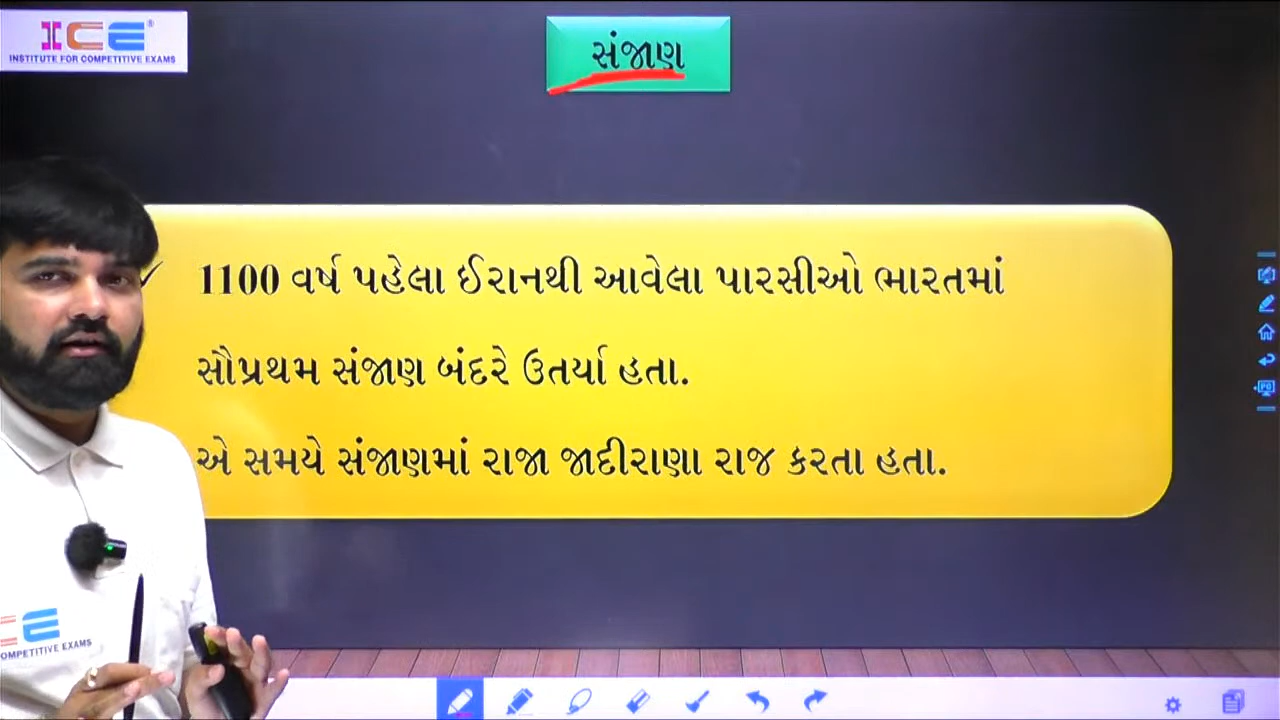 ICE
INSTITUTE FOR COMPETITIVE EXAMS
સંજાણ
1100 વર્ષ પહેલા ઈરાનથી આવેલા પારસીઓ ભારતમાં
સૌપ્રથમ સંજાણ બંદરે ઉતર્યા હતા.
એ સમયે સંજાણમાં રાજા જાદીરાણા રાજ કરતા હતા.
CE
COMPETITIVE EXAMS